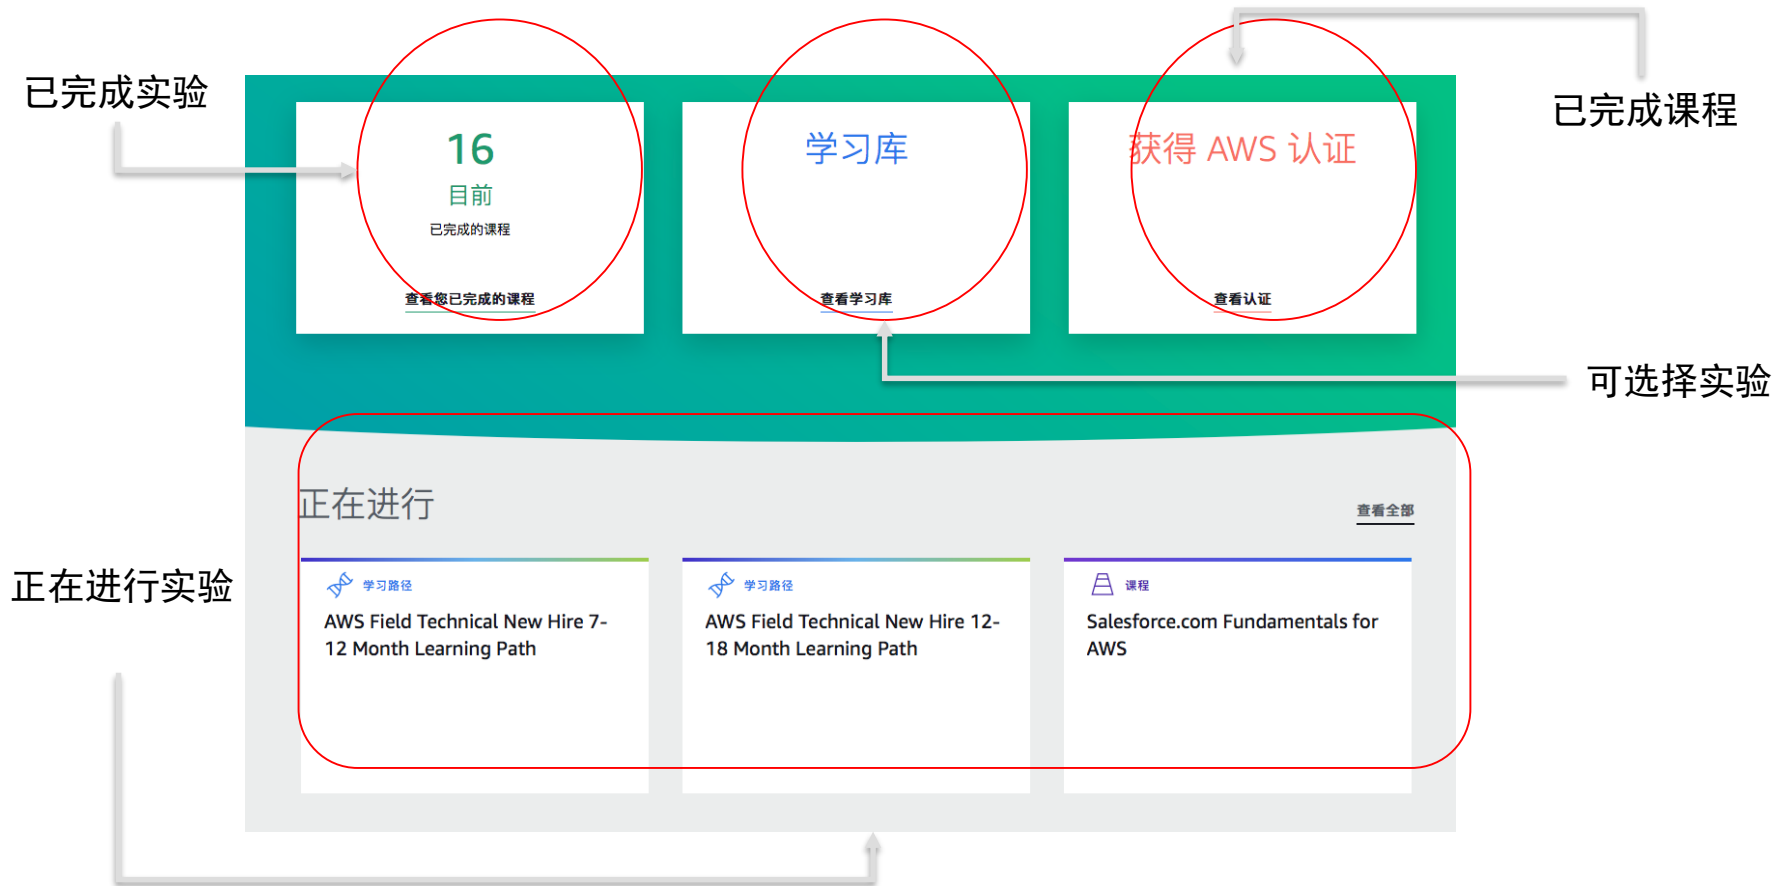 已完成实验
已完成课程
16
目前
已完成的课程
查看您已完成的课程
学习库
查看学习库
获得 AWS 认证
查看认证
可选择实验
正在进行
查看全部
正在进行实验
学习路径
AWS Field Technical New Hire 7-
12 Month Learning Path
学习路径
AWS Field Technical New Hire 12-
18 Month Learning Path
课程
Salesforce.com Fundamentals for
AWS